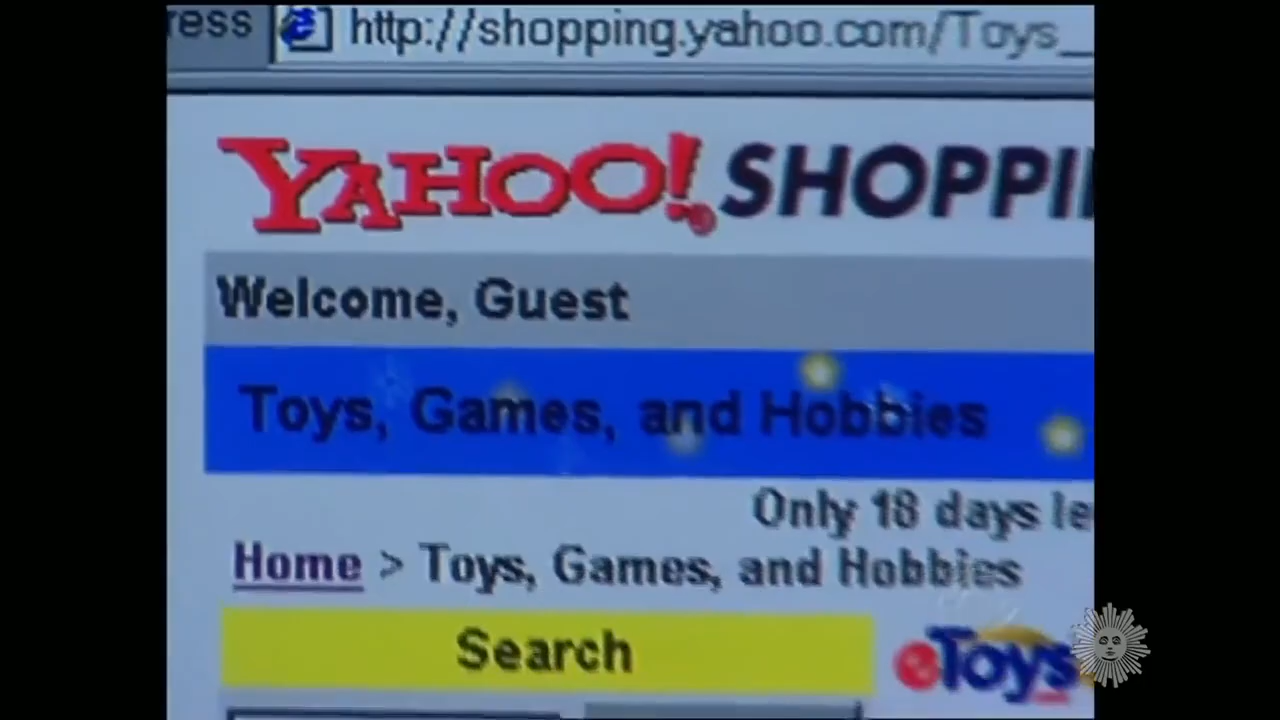 ress http://shopping.yahoo.com/Toys_
YAHOO! SHOPPI
Welcome, Guest
Toys, Games, and Hobbies
Only 18 days le
Home > Toys, Games, and Hobbies
Search
eToys